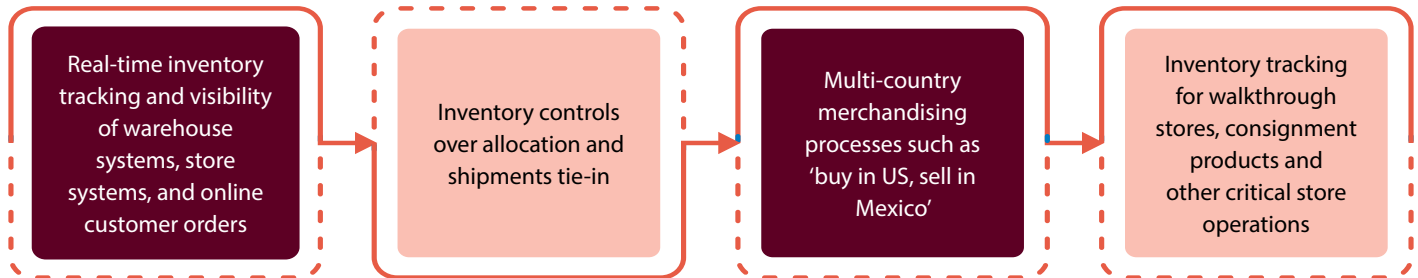 Real-time inventory
tracking and visibility
of warehouse
systems, store
systems, and online
customer orders
Inventory controls
over allocation and
shipments tie-in
Multi-country
merchandising
processes such as
‘buy in US, sell in
Mexico’
Inventory tracking
for walkthrough
stores, consignment
products and
other critical store
operations